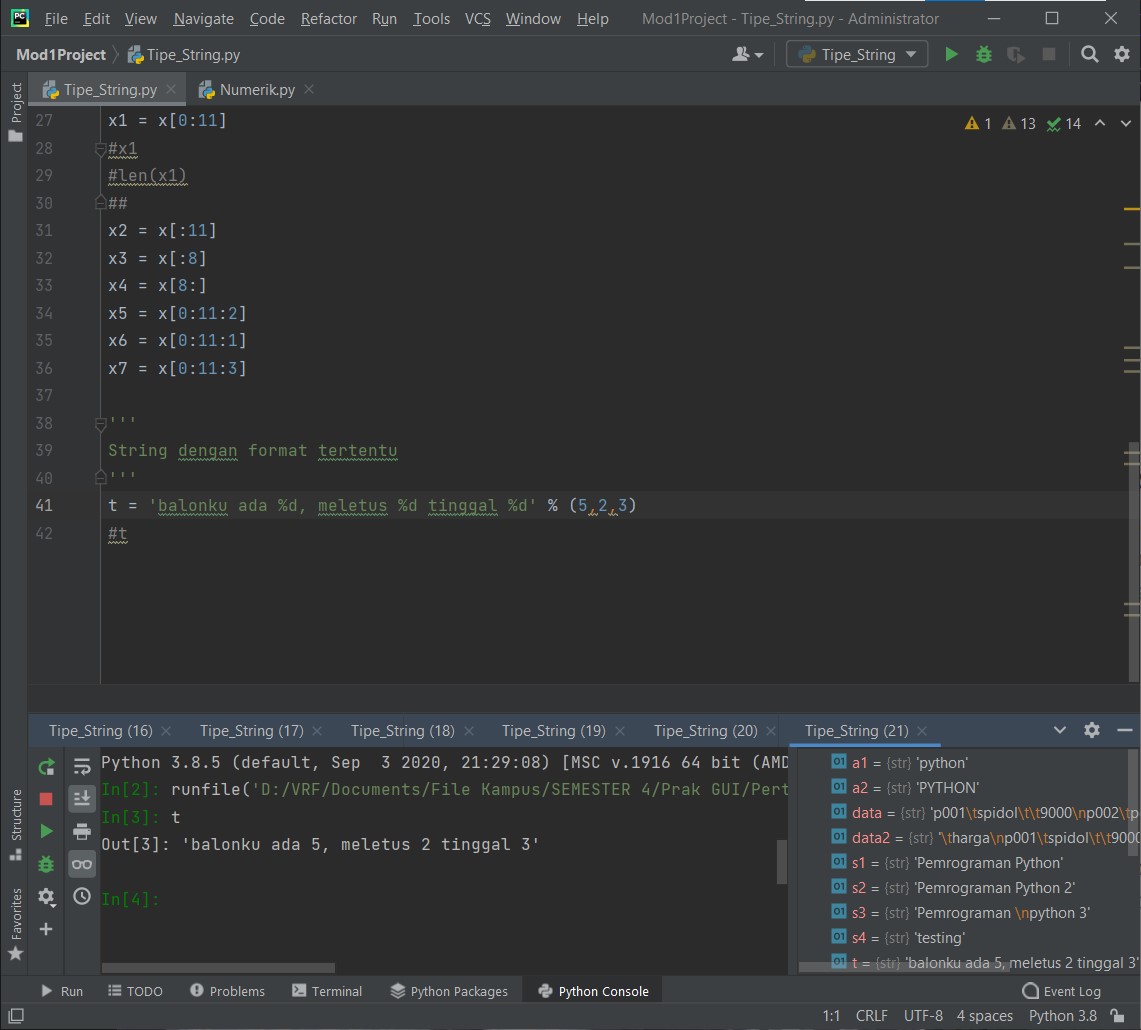 PC File Edit View Navigate Code Refactor Run Tools VCS Window Help Mod1Project - Tipe_String.py - Administrator
Mod1Project Tipe_String.py Tipe_String
Tipe_String.py Numerik.py
Project
27 x1 = x[0:11] 1 13 14
28 #x1
29 #len(x1)
30 ##
31 x2 = x[:11]
32 x3 = x[:8]
33 x4 = x[8:]
34 x5 = x[0:11:2]
35 x6 = x[0:11:1]
36 x7 = x[0:11:3]
37
38 '''
39 String dengan format tertentu
40 '''
41 t = 'balonku ada %d, meletus %d tinggal %d' % (5,2,3)
42 #t
Tipe_String (16) Tipe_String (17) Tipe_String (18) Tipe_String (19) Tipe_String (20) Tipe_String (21)
Python 3.8.5 (default, Sep  3 2020, 21:29:08) [MSC v.1916 64 bit (AMD
In[2]: runfile('D:/VRF/Documents/File Kampus/SEMESTER 4/Prak GUI/Pert
In[3]: t
Out[3]: 'balonku ada 5, meletus 2 tinggal 3'
In[4]:
01 a1 = {str} 'python'
01 a2 = {str} 'PYTHON'
01 data = {str} 'p001\tspidol\t\t9000\np002\tp
01 data2 = {str} '\tharga\np001\tspidol\t\t9000
01 s1 = {str} 'Pemrograman Python'
01 s2 = {str} 'Pemrograman Python 2'
01 s3 = {str} 'Pemrograman \npython 3'
01 s4 = {str} 'testing'
01 t = {str} 'balonku ada 5, meletus 2 tinggal 3'
Structure
Favorites
Run TODO Problems Terminal Python Packages Python Console Event Log
1:1 CRLF UTF-8 4 spaces Python 3.8